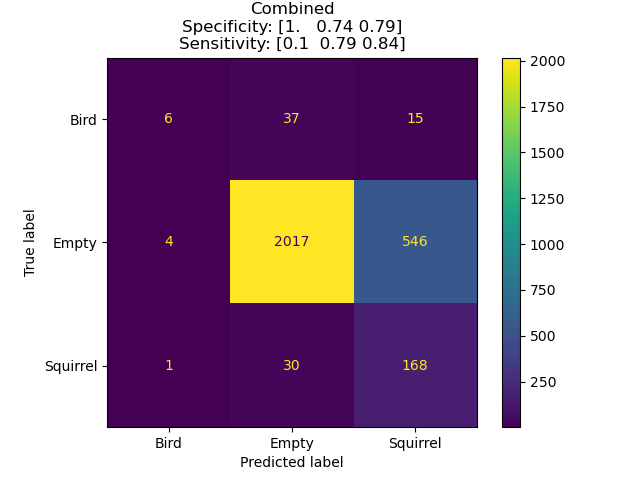 Combined
Specificity: [1.   0.74 0.79]
Sensitivity: [0.1  0.79 0.84]
True label
Bird
6
37
15
Empty
4
2017
546
Squirrel
1
30
168
Bird
Empty
Squirrel
Predicted label
2000
1750
1500
1250
1000
750
500
250